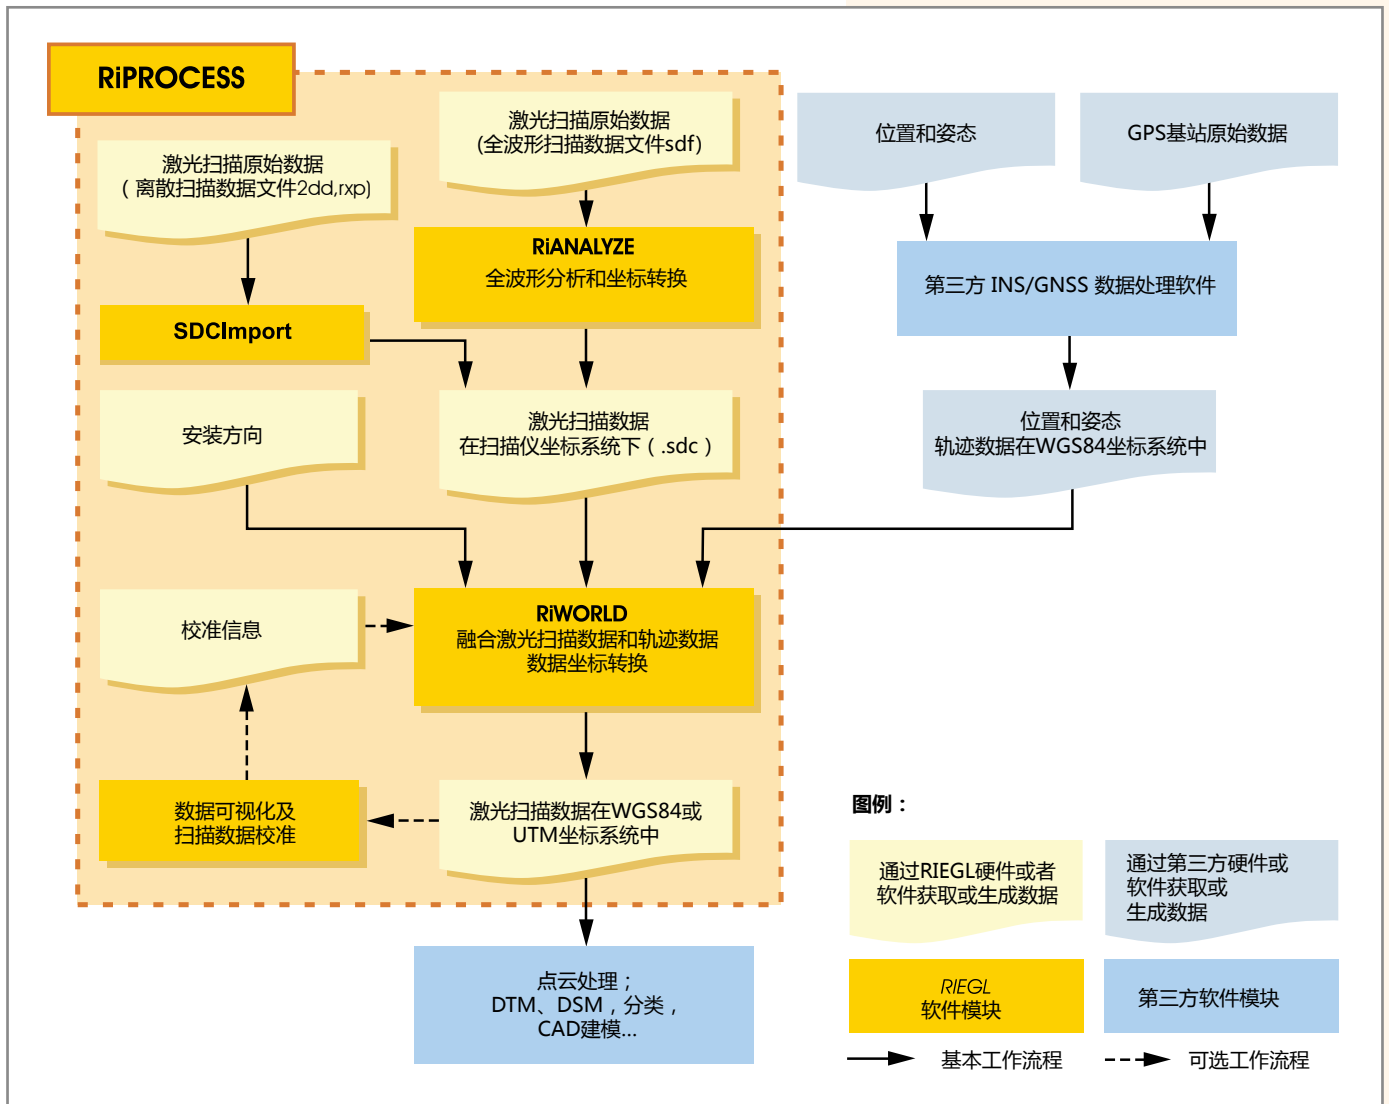 RiPROCESS
激光扫描原始数据
（离散扫描数据文件2dd,rxp)
激光扫描原始数据
(全波形扫描数据文件sdf)
位置和姿态
GPS基站原始数据
RiANALYZE
全波形分析和坐标转换
第三方 INS/GNSS 数据处理软件
SDCImport
安装方向
激光扫描数据
在扫描仪坐标系统下（.sdc）
位置和姿态
轨迹数据在WGS84坐标系统中
校准信息
RiWORLD
融合激光扫描数据和轨迹数据
数据坐标转换
数据可视化及
扫描数据校准
激光扫描数据在WGS84或
UTM坐标系统中
点云处理；
DTM、DSM，分类，
CAD建模...
图例：
通过RIEGL硬件或者
软件获取或生成数据
通过第三方硬件或
软件获取或
生成数据
RIEGL
软件模块
第三方软件模块
基本工作流程
可选工作流程